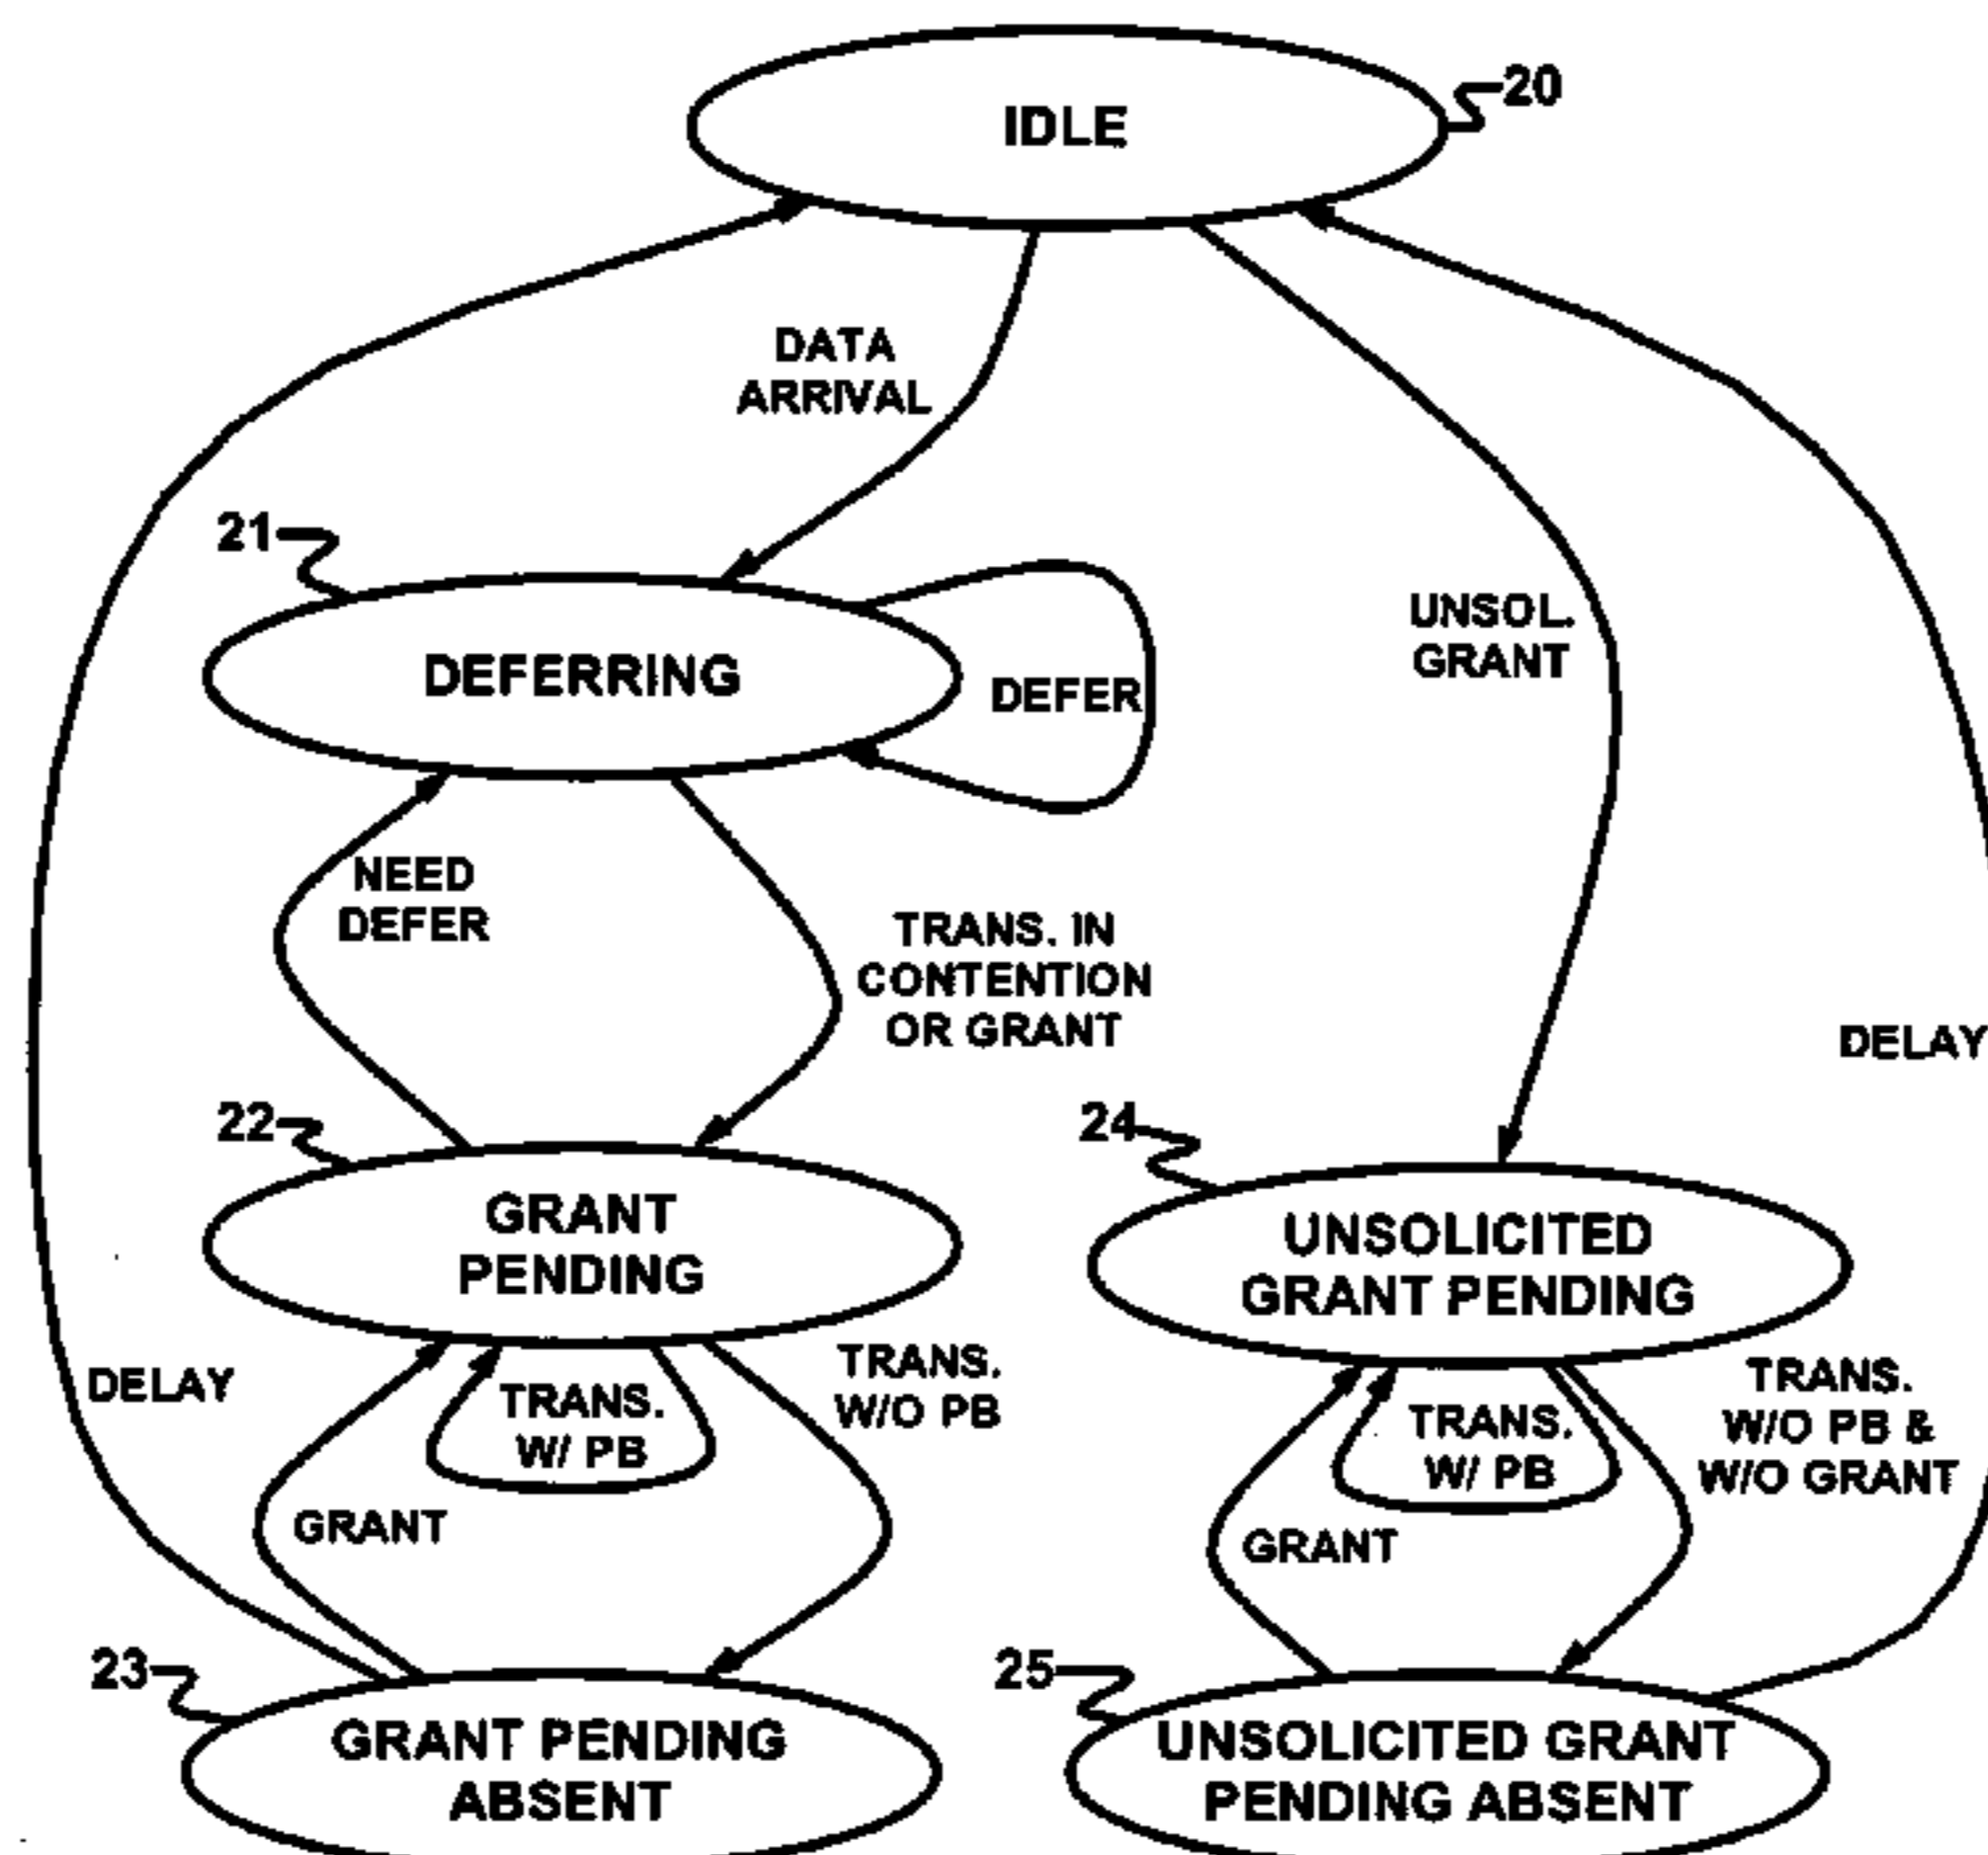 IDLE
20
DATA
ARRIVAL
21
UNSOL.
GRANT
DEFERRING
DEFER
NEED
DEFER
TRANS. IN
CONTENTION
OR GRANT
DELAY
22
24
GRANT
PENDING
UNSOLICITED
GRANT PENDING
DELAY
TRANS.
W/ PB
TRANS.
W/O PB
GRANT
TRANS.
W/ PB
TRANS.
W/O PB &
W/O GRANT
GRANT
23
25
GRANT PENDING
ABSENT
UNSOLICITED GRANT
PENDING ABSENT